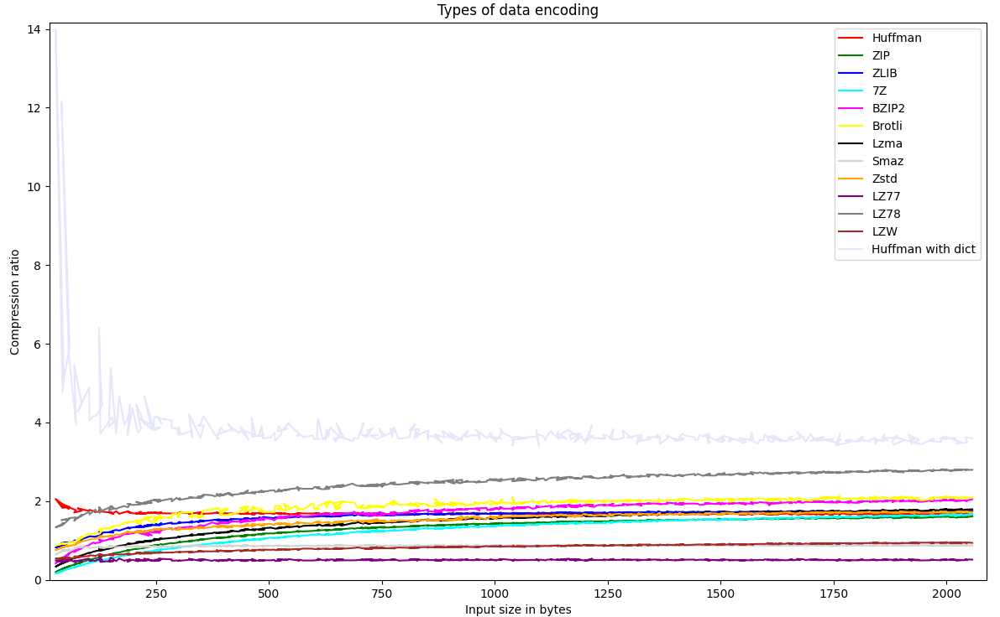 Types of data encoding
Compression ratio
14
12
10
8
6
4
2
0
Huffman
ZIP
ZLIB
7Z
BZIP2
Brotli
Lzma
Smaz
Zstd
LZ77
LZ78
LZW
Huffman with dict
250
500
750
1000
1250
1500
1750
2000
Input size in bytes